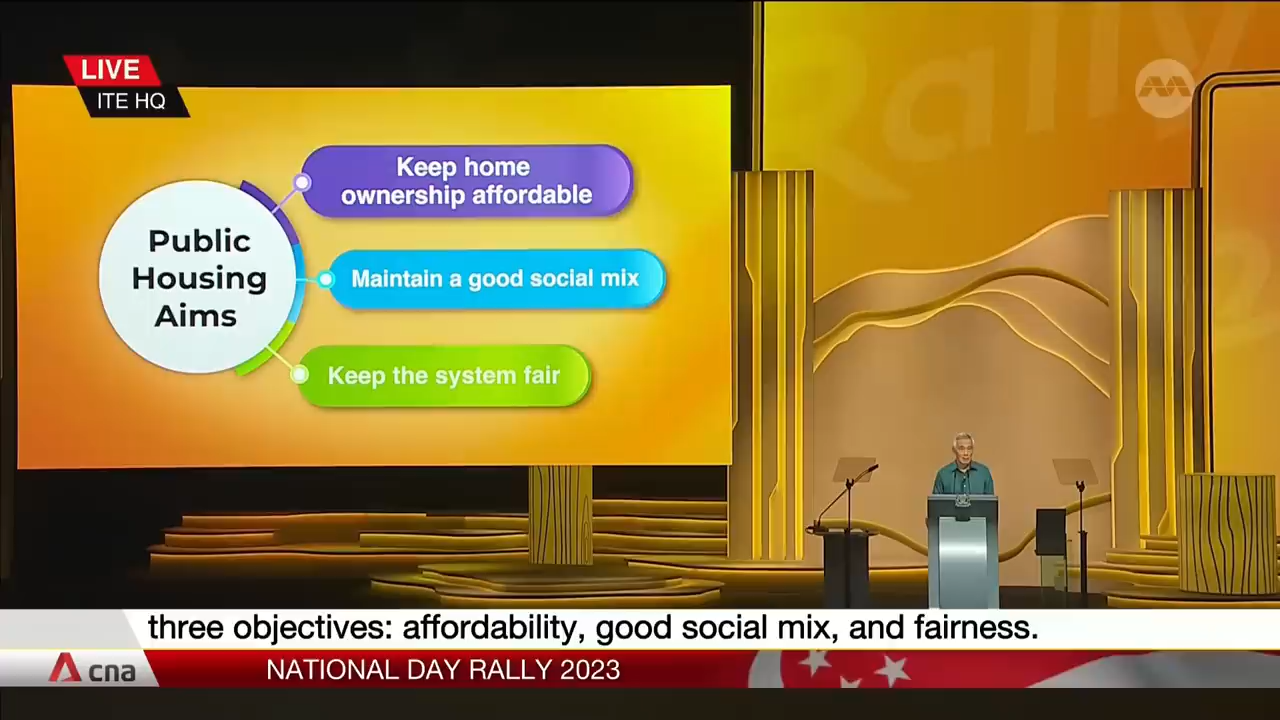 LIVE
ITE HQ
Rally
Keep home
ownership affordable
Public
Housing
Aims
Maintain a good social mix
Keep the system fair
three objectives: affordability, good social mix, and fairness.
cna
NATIONAL DAY RALLY 2023